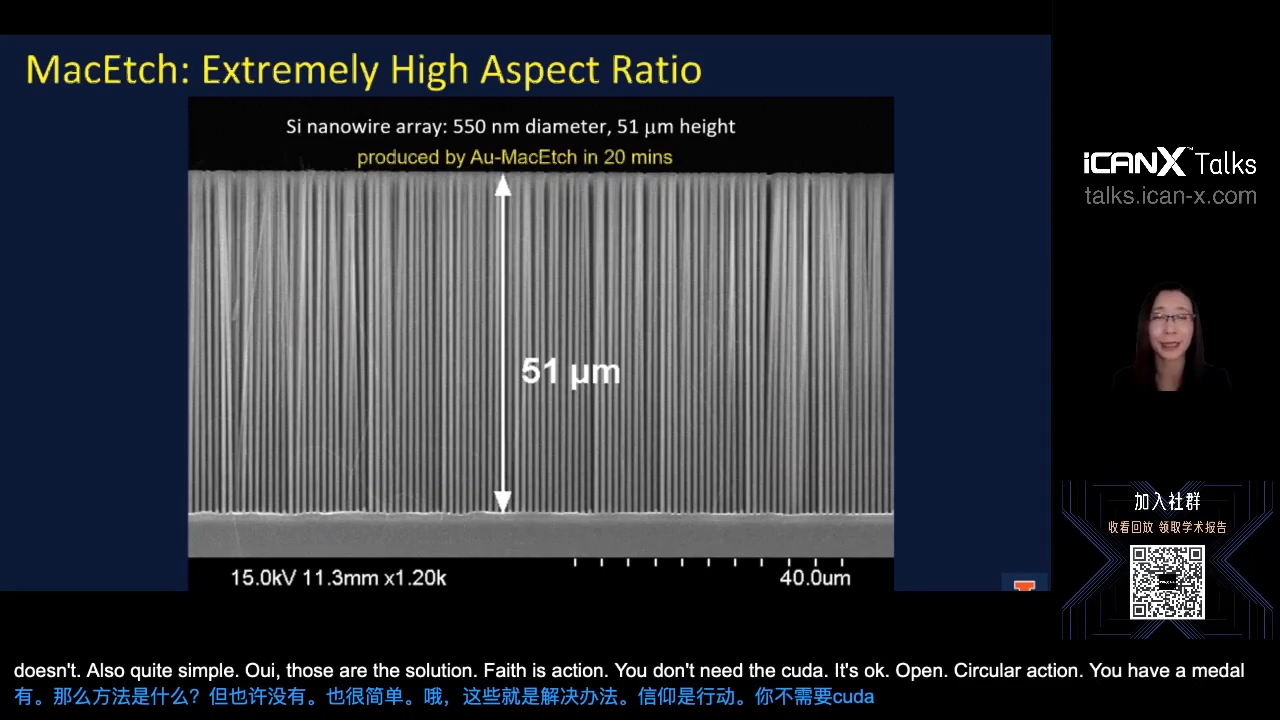 MacEtch: Extremely High Aspect Ratio
Si nanowire array: 550 nm diameter, 51 µm height
produced by Au-MacEtch in 20 mins
51 µm
15.0kV 11.3mm x1.20k
40.0um
iCANX Talks
talks.ican-x.com
加入社群
收看回放 领取学术报告
doesn't. Also quite simple. Oui, those are the solution. Faith is action. You don't need the cuda. It's ok. Open. Circular action. You have a medal
有。那么方法是什么？但也许没有。也很简单。哦，这些就是解决办法。信仰是行动。你不需要cuda